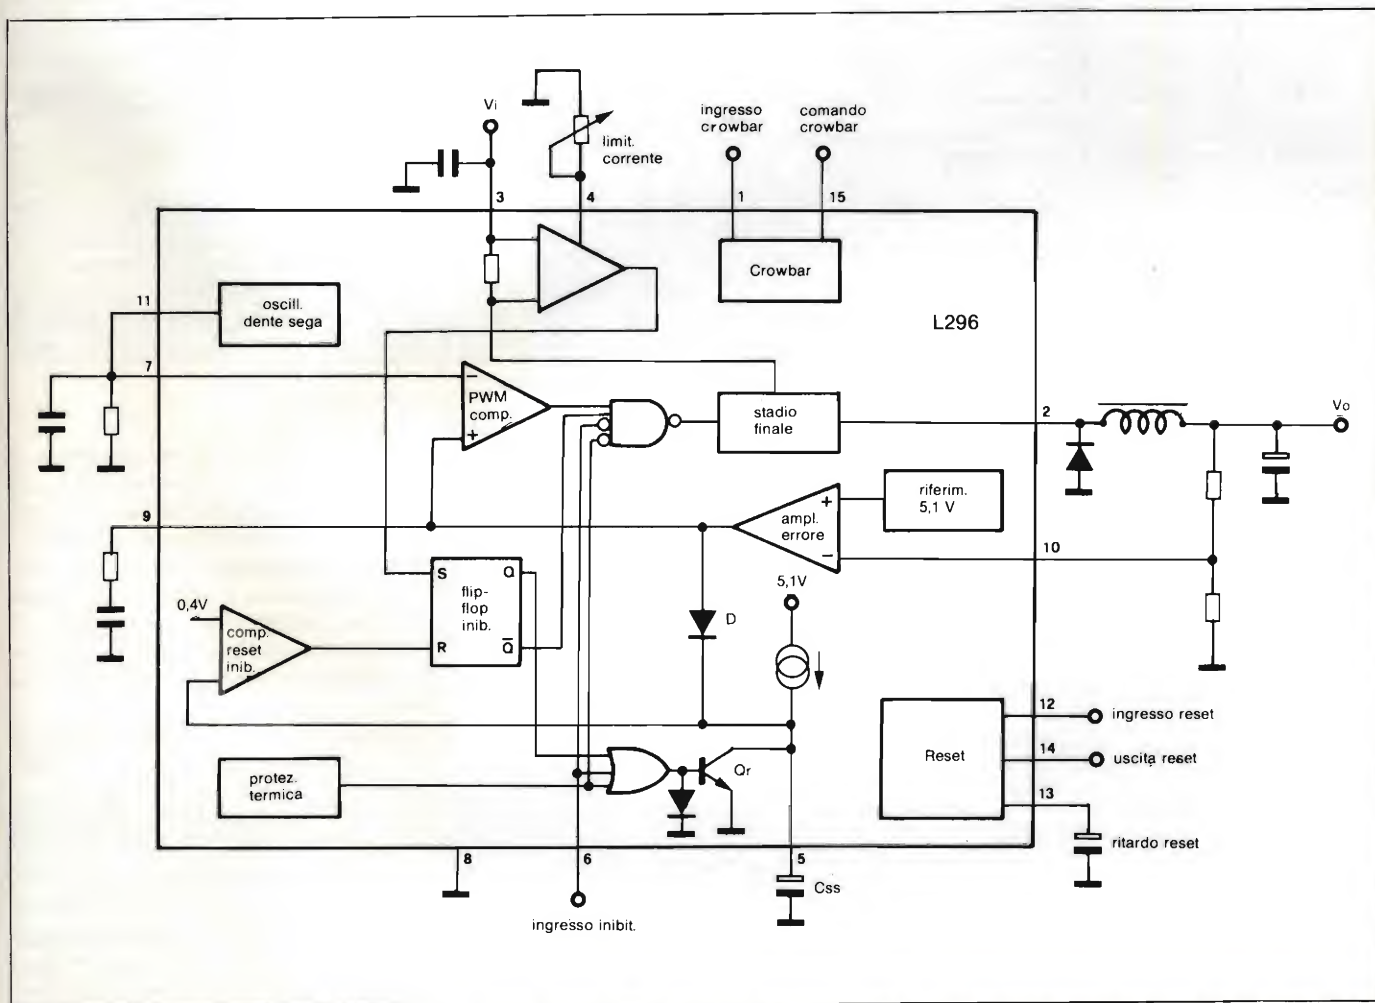 Vi
limit.
corrente
ingresso
crowbar
comando
crowbar
3
4
1
15
Crowbar
L296
11
oscill.
dente sega
7
−
PWM
comp.
+
stadio
finale
2
Vo
9
ampl.
errore
+
−
riferim.
5,1 V
10
S
Q
flip-
flop
inib.
R
Q̅
0,4V
comp.
reset
inib.
D
5,1V
Reset
12
ingresso reset
14
uscita reset
13
ritardo reset
protez.
termica
Qr
8
6
5
Css
ingresso inibit.